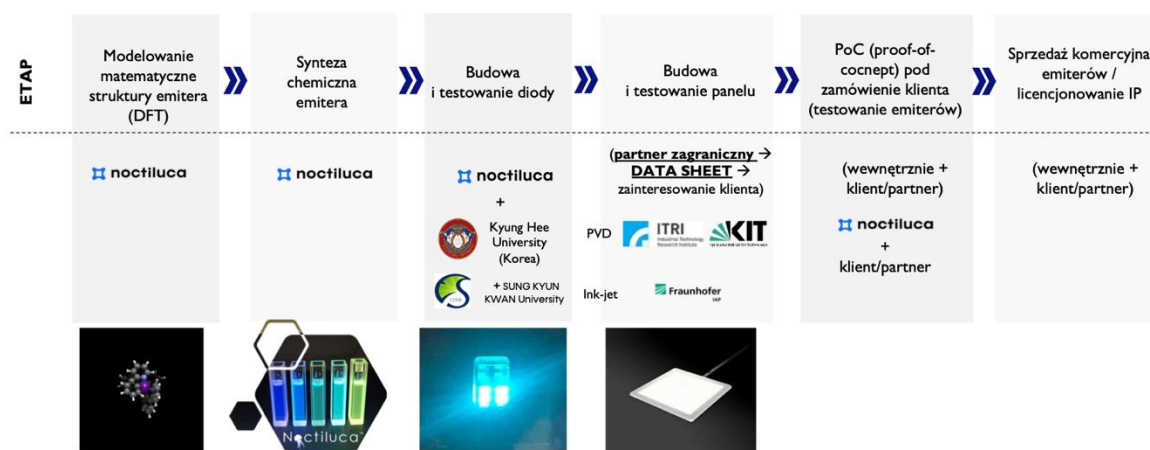 ETAP
Modelowanie
matematyczne
struktury emitera
(DFT)
Synteza
chemiczna
emitera
Budowa
i testowanie diody
Budowa
i testowanie panelu
PoC (proof-of-
cocnept) pod
zamówienie klienta
(testowanie emiterów)
Sprzedaż komercyjna
emiterów /
licencjonowanie IP
noctiluca
noctiluca
noctiluca
+
Kyung Hee
University
(Korea)
+ SUNG KYUN
KWAN University
(partner zagraniczny →
DATA SHEET →
zainteresowanie klienta)
PVD
ITRI
Industrial Technology
Research Institute
KIT
Ink-jet
Fraunhofer
IAP
(wewnętrznie +
klient/partner)
noctiluca
+
klient/partner
(wewnętrznie +
klient/partner)
Noctiluca